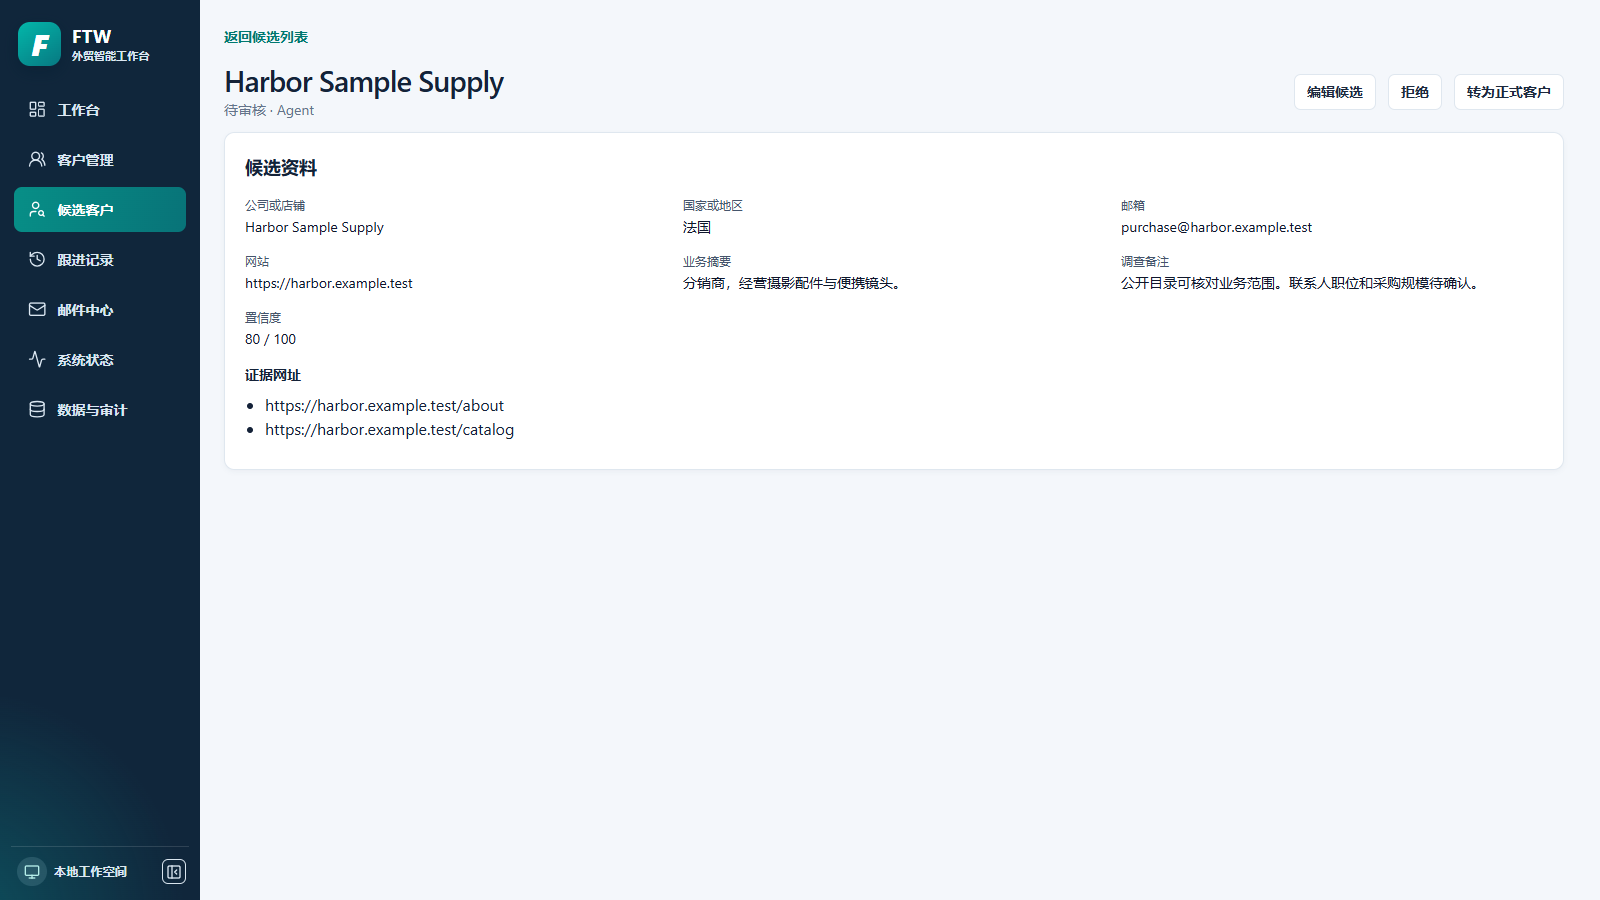 F
FTW
外贸智能工作台
工作台
客户管理
候选客户
跟进记录
邮件中心
系统状态
数据与审计
本地工作空间
返回候选列表
Harbor Sample Supply
待审核 · Agent
编辑候选
拒绝
转为正式客户
候选资料
公司或店铺
Harbor Sample Supply
国家或地区
法国
邮箱
purchase@harbor.example.test
网站
https://harbor.example.test
业务摘要
分销商，经营摄影配件与便携镜头。
调查备注
公开目录可核对业务范围。联系人职位和采购规模待确认。
置信度
80 / 100
证据网址
https://harbor.example.test/about
https://harbor.example.test/catalog